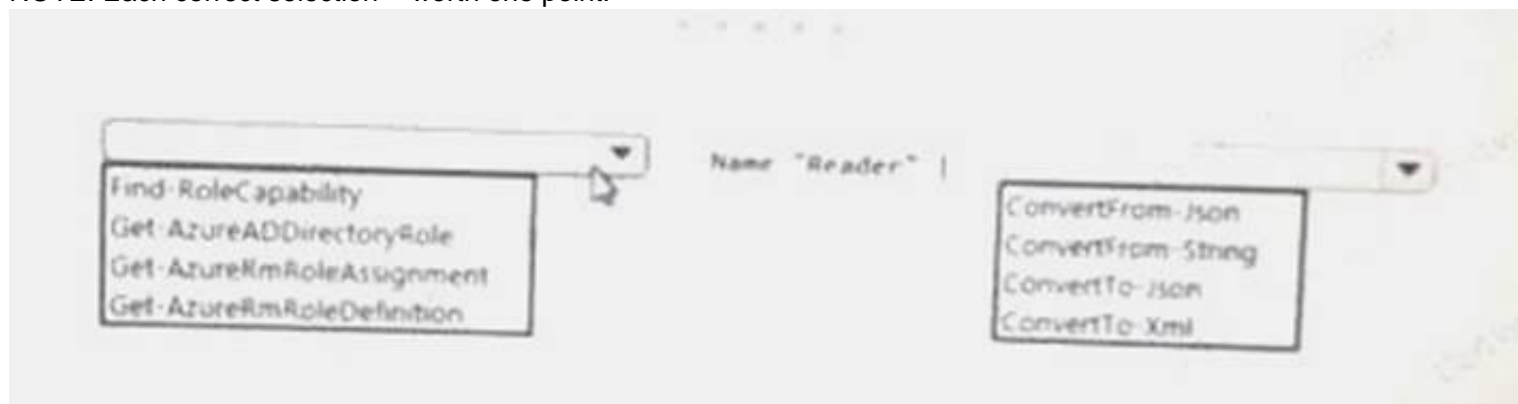 Name "Reader" |
Find-RoleCapability
Get-AzureADDirectoryRole
Get-AzureRmRoleAssignment
Get-AzureRmRoleDefinition
ConvertFrom-Json
ConvertFrom-String
ConvertTo-Json
ConvertTo-Xml